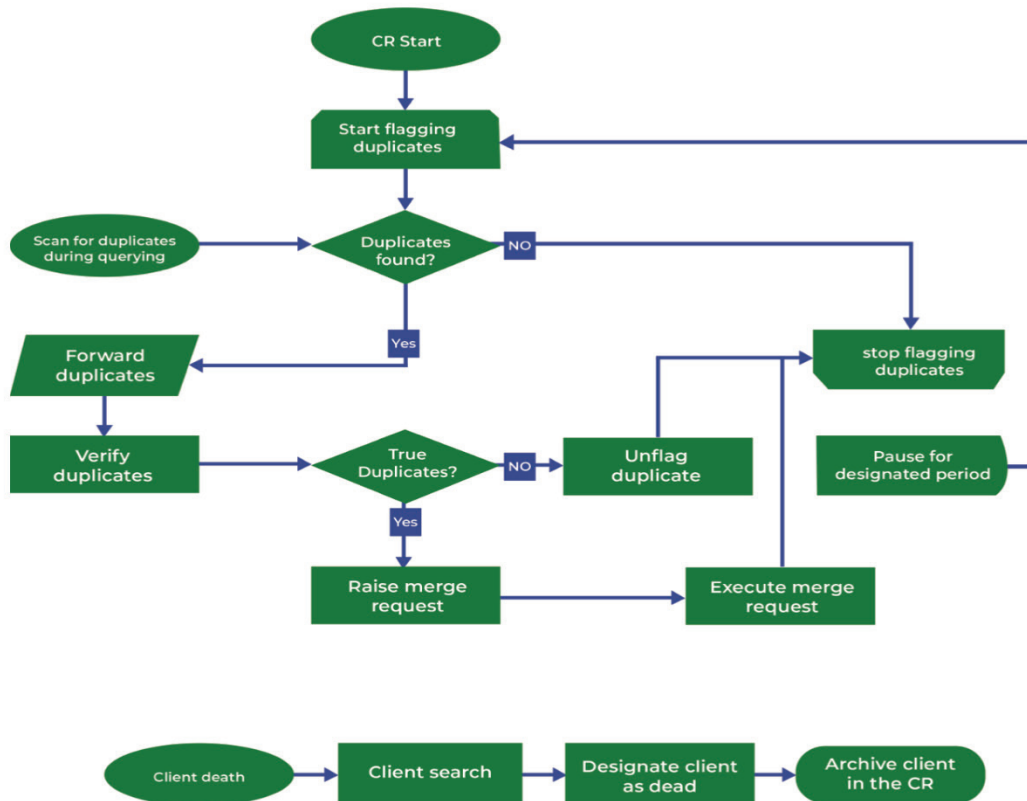 CR Start
Start flagging
duplicates
Scan for duplicates
during querying
Duplicates
found?
NO
Yes
Forward
duplicates
stop flagging
duplicates
Verify
duplicates
True
Duplicates?
NO
Unflag
duplicate
Pause for
designated period
Yes
Raise merge
request
Execute merge
request
Client death
Client search
Designate client
as dead
Archive client
in the CR